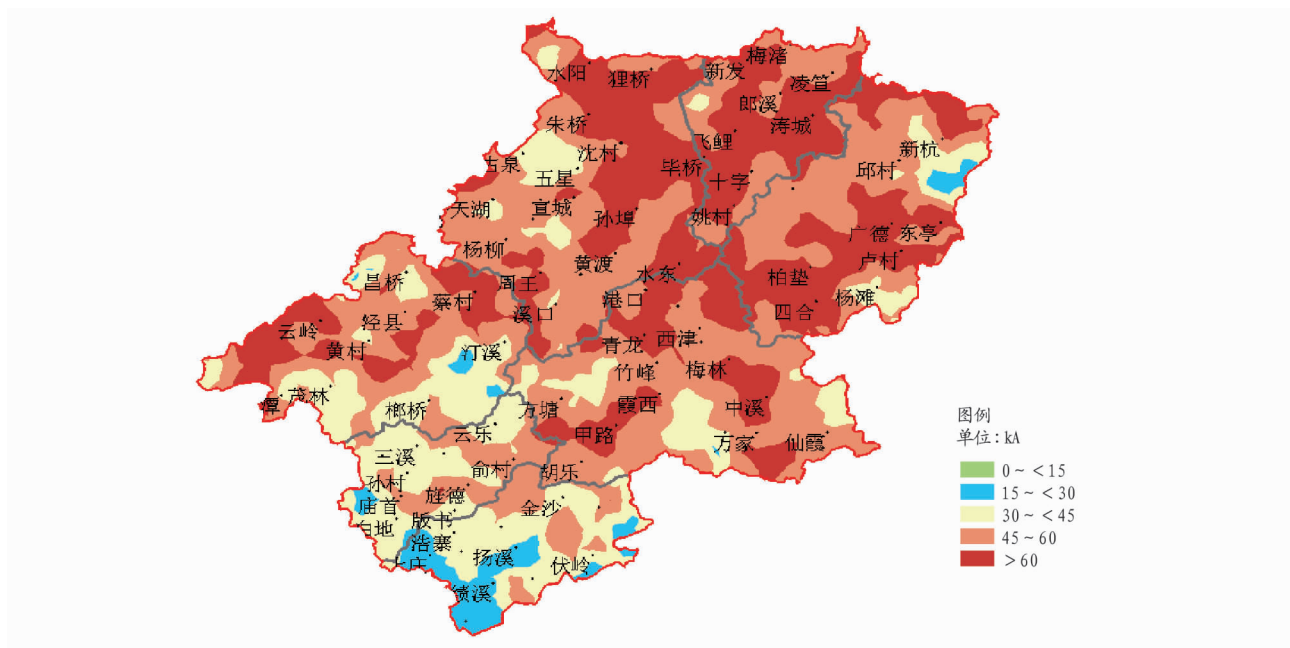 梅渚
水阳
狸桥
新发
凌笪
郎溪
朱桥
涛城
飞鲤
沈村
新杭
古泉
毕桥
邱村
五星
十字
天湖
宣城
孙埠
姚村
广德
东亭
杨柳
黄渡
水东
卢村
昌桥
周王
柏垫
蔡村
港口
杨滩
溪口
四合
泾县
云岭
青龙
西津
黄村
汀溪
竹峰
梅林
茂林
潭
榔桥
方塘
霞西
中溪
云乐
甲路
万家
仙霞
三溪
俞村
胡乐
孙村
旌德
庙首
金沙
版书
白地
浩寨
上庄
扬溪
伏岭
绩溪
图例
单位:kA
0～<15
15～<30
30～<45
45～60
>60